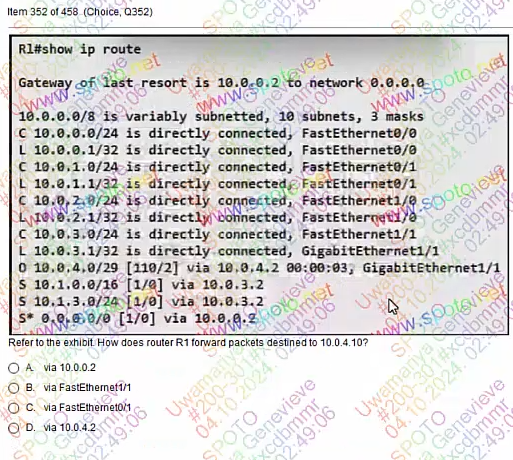 Item 352 of 458 (Choice, Q352)
R1#show ip route
Gateway of last resort is 10.0.0.2 to network 0.0.0.0
10.0.0.0/8 is variably subnetted, 10 subnets, 3 masks
C 10.0.0.0/24 is directly connected, FastEthernet0/0
L 10.0.0.1/32 is directly connected, FastEthernet0/0
C 10.0.1.0/24 is directly connected, FastEthernet0/1
L 10.0.1.1/32 is directly connected, FastEthernet0/1
C 10.0.2.0/24 is directly connected, FastEthernet1/0
L 10.0.2.1/32 is directly connected, FastEthernet1/0
C 10.0.3.0/24 is directly connected, FastEthernet1/1
L 10.0.3.1/32 is directly connected, GigabitEthernet1/1
O 10.0.4.0/29 [110/2] via 10.0.4.2 00:00:03, GigabitEthernet1/1
S 10.1.0.0/16 [1/0] via 10.0.3.2
S 10.1.3.0/24 [1/0] via 10.0.3.2
S* 0.0.0.0/0 [1/0] via 10.0.0.2
Refer to the exhibit. How does router R1 forward packets destined to 10.0.4.10?
A. via 10.0.0.2
B. via FastEthernet1/1
C. via FastEthernet0/1
D. via 10.0.4.2
www.spoto.net
SPOTO
Uwamariya Genevieve
#200-301#xcdbmmr
04.10.2024.02:49:06